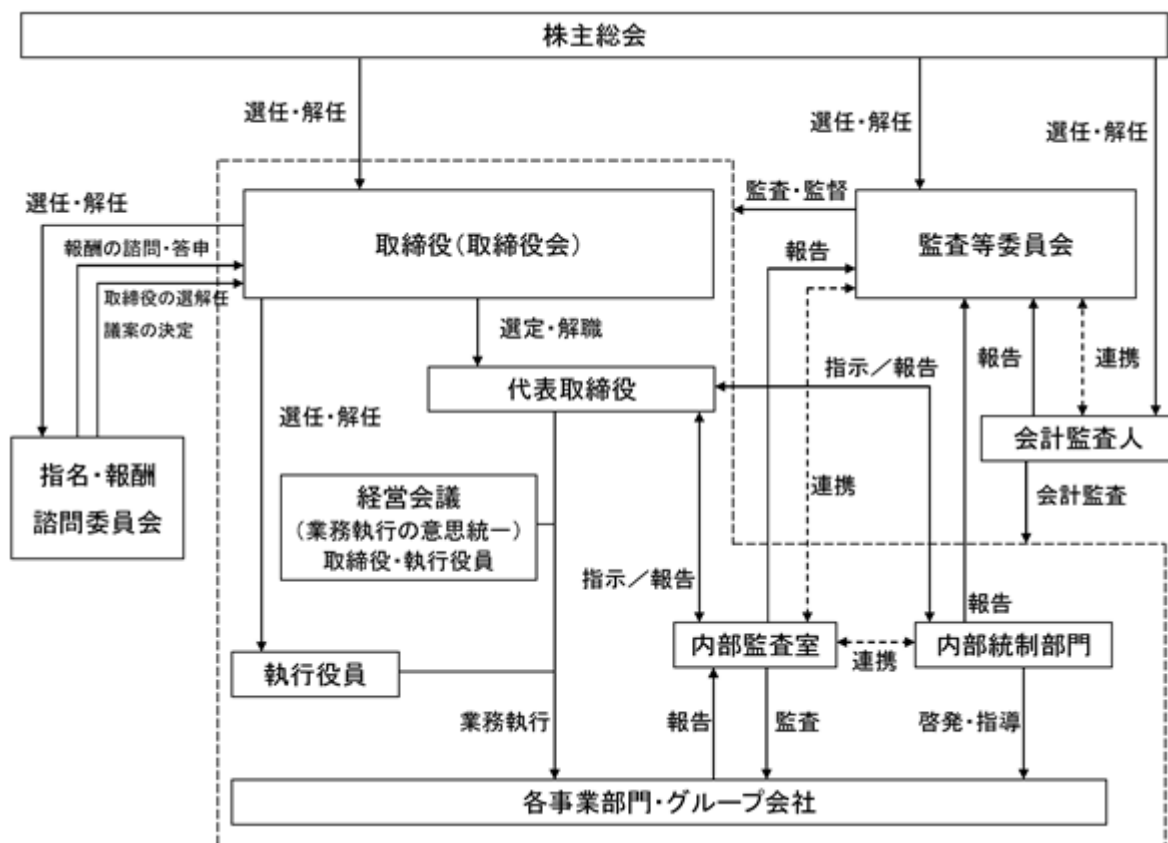 株主総会
選任・解任
選任・解任
選任・解任
選任・解任
監査・監督
取締役(取締役会)
監査等委員会
報酬の諮問・答申
報告
取締役の選解任
議案の決定
選定・解職
指示／報告
報告
連携
代表取締役
選任・解任
会計監査人
指名・報酬
諮問委員会
経営会議
(業務執行の意思統一)
取締役・執行役員
連携
会計監査
指示／報告
報告
執行役員
内部監査室
連携
内部統制部門
業務執行
報告
監査
啓発・指導
各事業部門・グループ会社